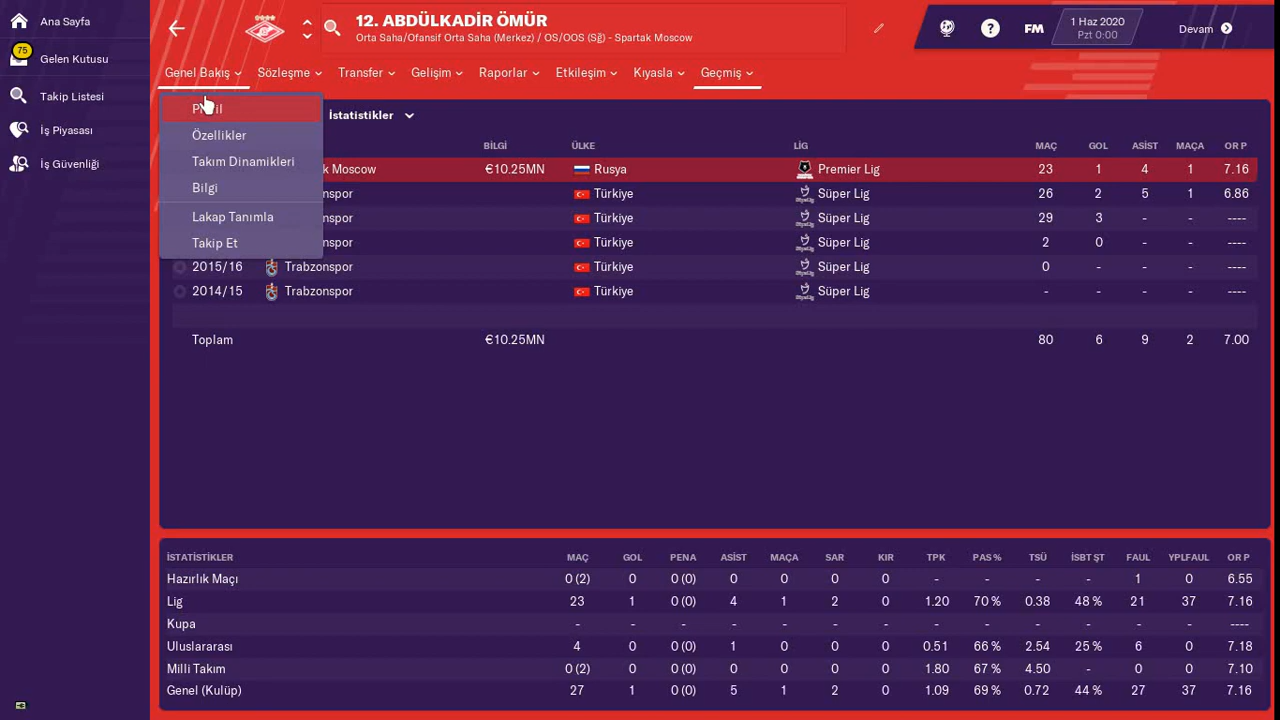 Ana Sayfa
75
Gelen Kutusu
Takip Listesi
İş Piyasası
İş Güvenliği
12. ABDÜLKADİR ÖMÜR
Orta Saha/Ofansif Orta Saha (Merkez) / OS/OOS (Sğ) - Spartak Moscow
FM
1 Haz 2020
Pzt 0:00
Devam
Genel Bakış Sözleşme Transfer Gelişim Raporlar Etkileşim Kıyasla Geçmiş
Özellikler
Takım Dinamikleri
Bilgi
Lakap Tanımla
Takip Et
İstatistikler
BİLGİ ÜLKE LİG MAÇ GOL ASİST MAÇA OR P
k Moscow €10.25MN Rusya Premier Lig 23 1 4 1 7.16
onspor Türkiye Süper Lig 26 2 5 1 6.86
onspor Türkiye Süper Lig 29 3 - - ----
onspor Türkiye Süper Lig 2 0 - - ----
2015/16 Trabzonspor Türkiye Süper Lig 0 - - - ----
2014/15 Trabzonspor Türkiye Süper Lig - - - - ----
Toplam €10.25MN 80 6 9 2 7.00
İSTATİSTİKLER MAÇ GOL PENA ASİST MAÇA SAR KIR TPK PAS % TSÜ İSBT ŞT FAUL YPLFAUL OR P
Hazırlık Maçı 0 (2) 0 0 (0) 0 0 0 0 - - - - 1 0 6.55
Lig 23 1 0 (0) 4 1 2 0 1.20 70 % 0.38 48 % 21 37 7.16
Kupa - - - - - - - - - - - - - ----
Uluslararası 4 0 0 (0) 1 0 0 0 0.51 66 % 2.54 25 % 6 0 7.18
Milli Takım 0 (2) 0 0 (0) 0 0 0 0 1.80 67 % 4.50 - 0 0 7.10
Genel (Kulüp) 27 1 0 (0) 5 1 2 0 1.09 69 % 0.72 44 % 27 37 7.16